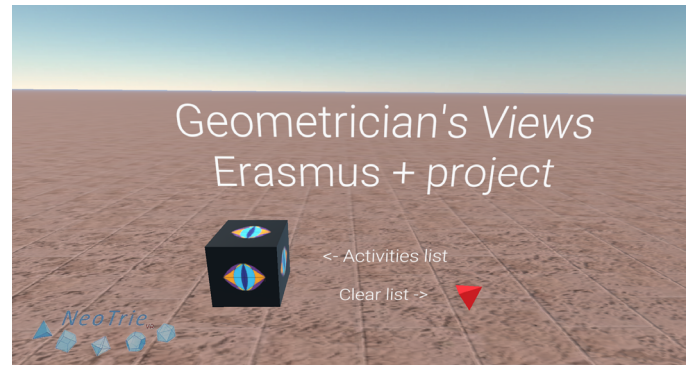 Geometrician's Views
Erasmus + project
<- Activities list
Clear list ->
NeoTrie